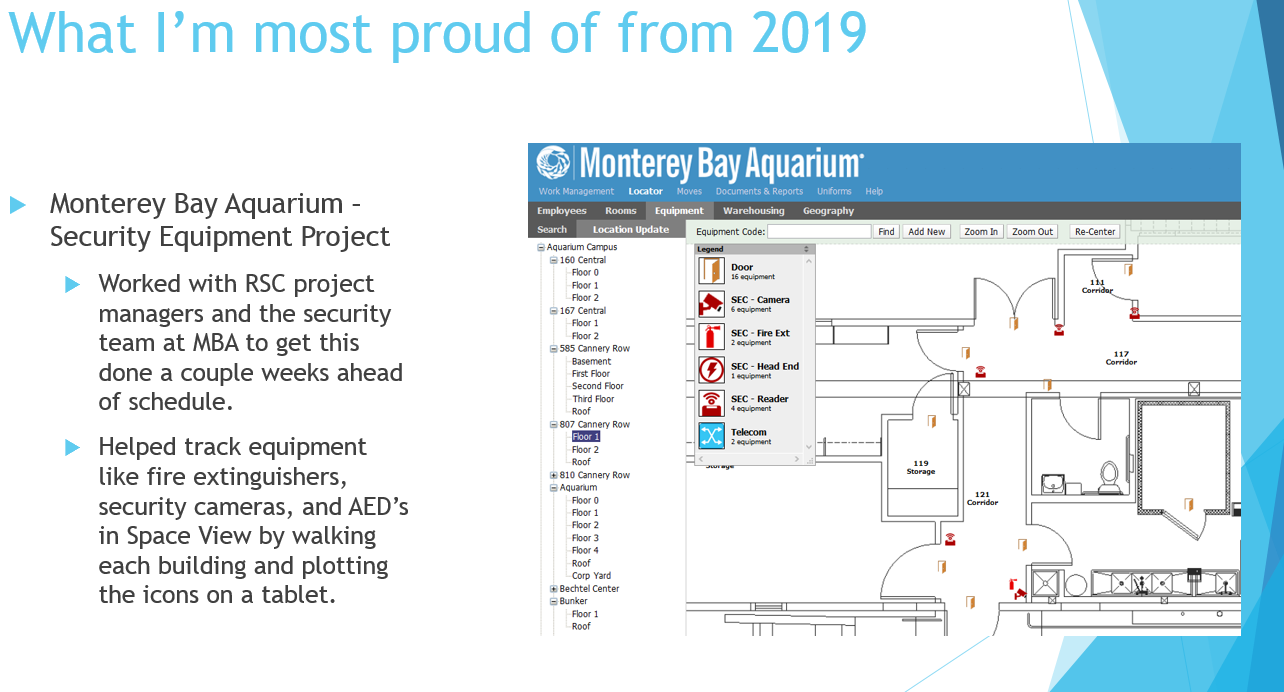 What I'm most proud of from 2019
Monterey Bay Aquarium –
Security Equipment Project
Worked with RSC project
managers and the security
team at MBA to get this
done a couple weeks ahead
of schedule.
Helped track equipment
like fire extinguishers,
security cameras, and AED's
in Space View by walking
each building and plotting
the icons on a tablet.
Monterey Bay Aquarium
Work Management Locator Moves Documents & Reports Uniforms Help
Employees Rooms Equipment Warehousing Geography
Search Location Update
Equipment Code: Find Add New Zoom In Zoom Out Re-Center
Aquarium Campus
160 Central
Floor 0
Floor 1
Floor 2
167 Central
Floor 1
Floor 2
585 Cannery Row
Basement
First Floor
Second Floor
Third Floor
Roof
807 Cannery Row
Floor 1
Floor 2
Roof
810 Cannery Row
Aquarium
Floor 0
Floor 1
Floor 2
Floor 3
Floor 4
Roof
Corp Yard
Bechtel Center
Bunker
Floor 1
Roof
Legend
Door
16 equipment
SEC - Camera
6 equipment
SEC - Fire Ext
2 equipment
SEC - Head End
1 equipment
SEC - Reader
4 equipment
Telecom
2 equipment
Storage
111
Corridor
117
Corridor
119
Storage
121
Corridor